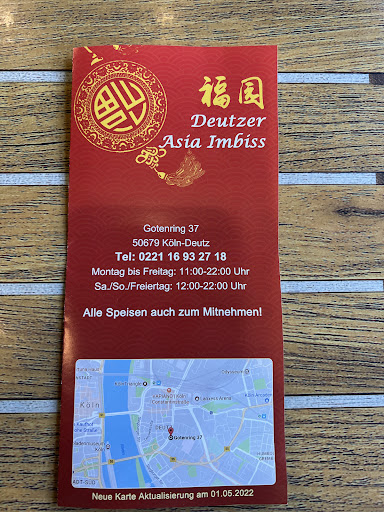 福园
Deutzer
Asia Imbiss
Gotenring 37
50679 Köln-Deutz
Tel: 0221 16 93 27 18
Montag bis Freitag: 11:00-22:00 Uhr
Sa./So./Freiertag: 12:00-22:00 Uhr
Alle Speisen auch zum Mitnehmen!
Köln
DEUTZ
Gotenring 37
Neue Karte Aktualisierung am 01.05.2022